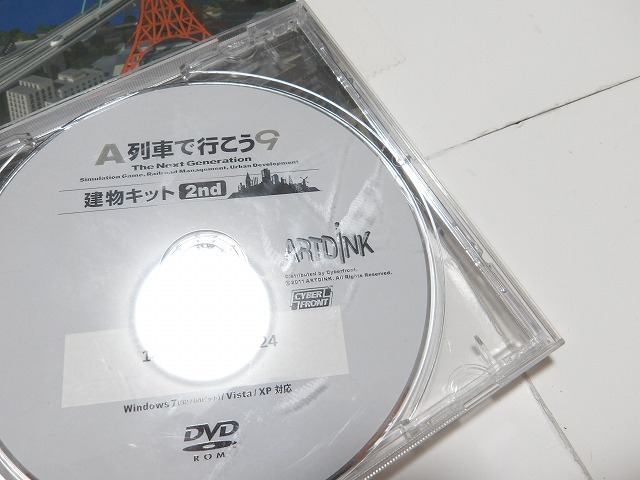 A列車で行こう9
The Next Generation
Simulation Game, Railroad Management, Urban Development
建物キット 2nd
ARTDINK
Distributed by Cyberfront.
©2011 ARTDINK. All Rights Reserved.
CYBER
FRONT
24
Windows 7 / Vista / XP 対応
DVD
ROM